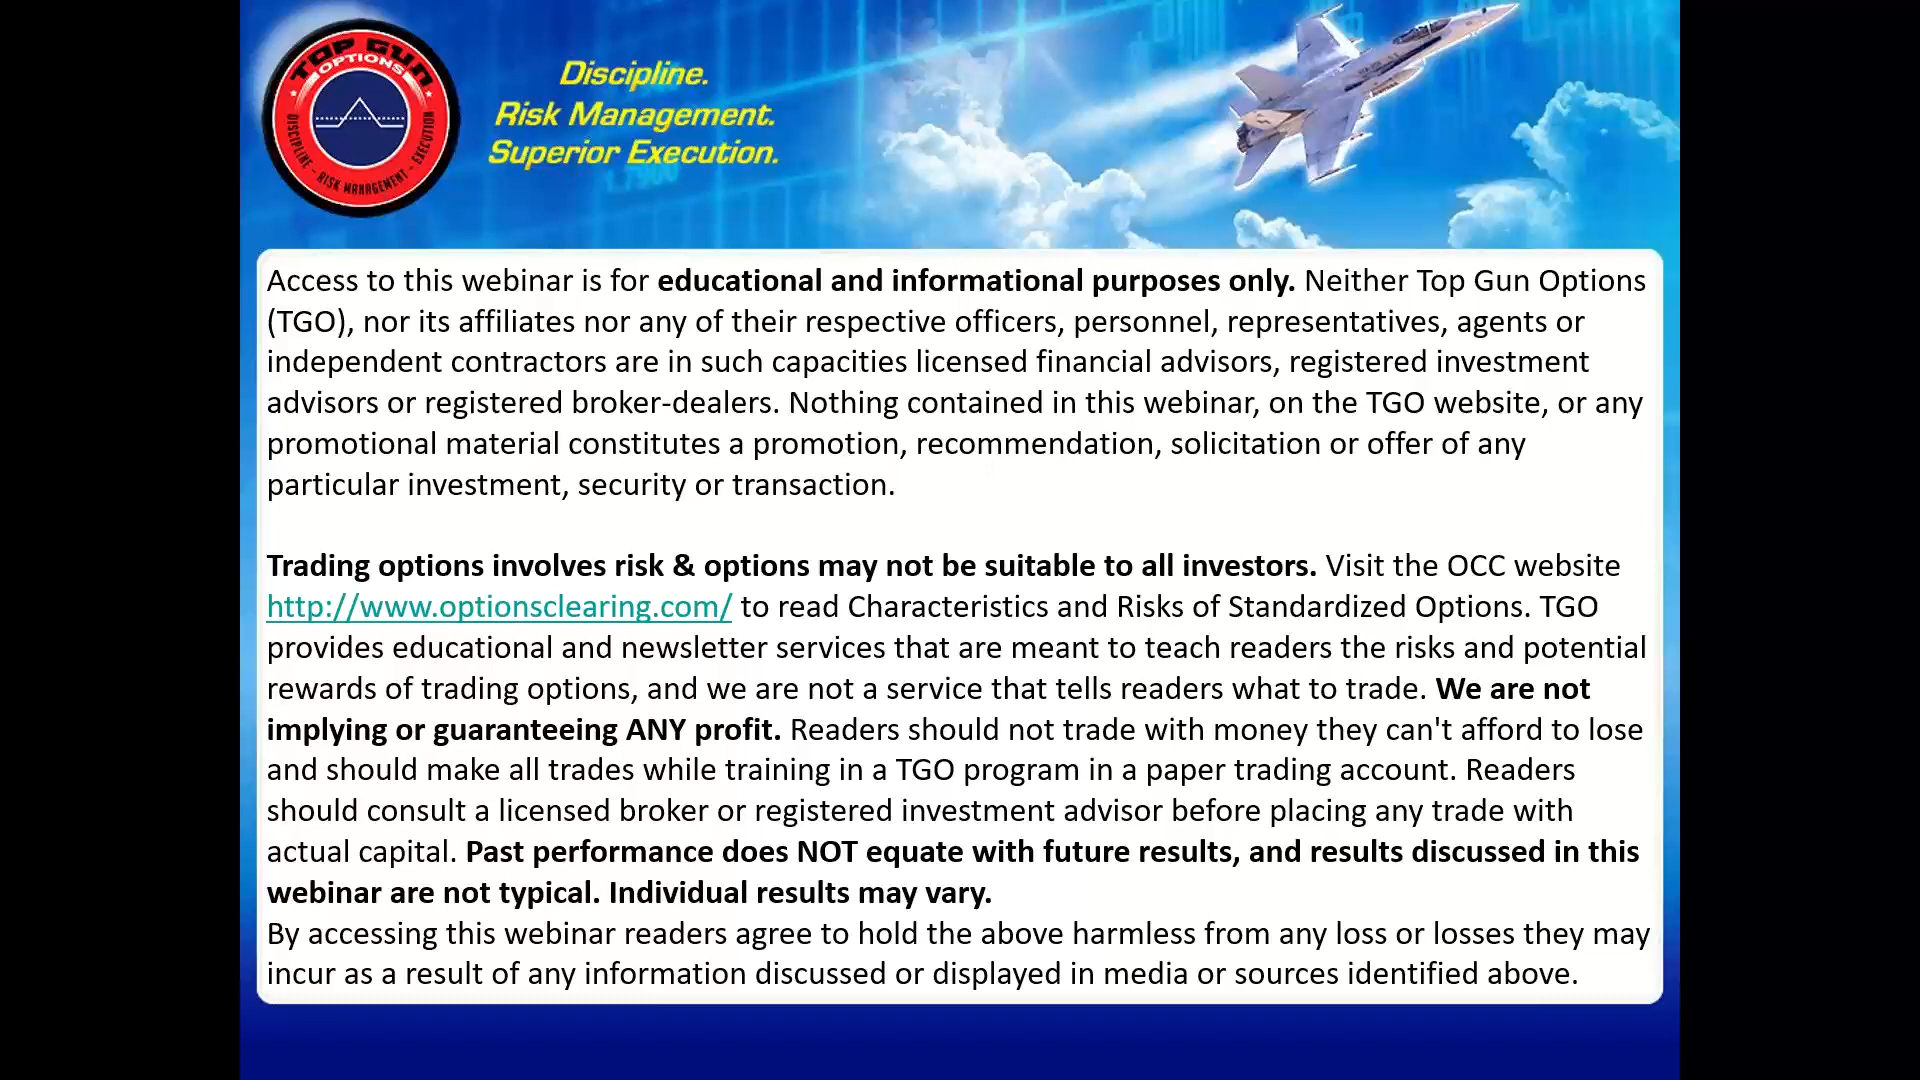 TOP GUN
OPTIONS
DISCIPLINE - RISK MANAGEMENT - EXECUTION
Discipline.
Risk Management.
Superior Execution.
Access to this webinar is for educational and informational purposes only. Neither Top Gun Options
(TGO), nor its affiliates nor any of their respective officers, personnel, representatives, agents or
independent contractors are in such capacities licensed financial advisors, registered investment
advisors or registered broker-dealers. Nothing contained in this webinar, on the TGO website, or any
promotional material constitutes a promotion, recommendation, solicitation or offer of any
particular investment, security or transaction.
Trading options involves risk & options may not be suitable to all investors. Visit the OCC website
http://www.optionsclearing.com/ to read Characteristics and Risks of Standardized Options. TGO
provides educational and newsletter services that are meant to teach readers the risks and potential
rewards of trading options, and we are not a service that tells readers what to trade. We are not
implying or guaranteeing ANY profit. Readers should not trade with money they can't afford to lose
and should make all trades while training in a TGO program in a paper trading account. Readers
should consult a licensed broker or registered investment advisor before placing any trade with
actual capital. Past performance does NOT equate with future results, and results discussed in this
webinar are not typical. Individual results may vary.
By accessing this webinar readers agree to hold the above harmless from any loss or losses they may
incur as a result of any information discussed or displayed in media or sources identified above.